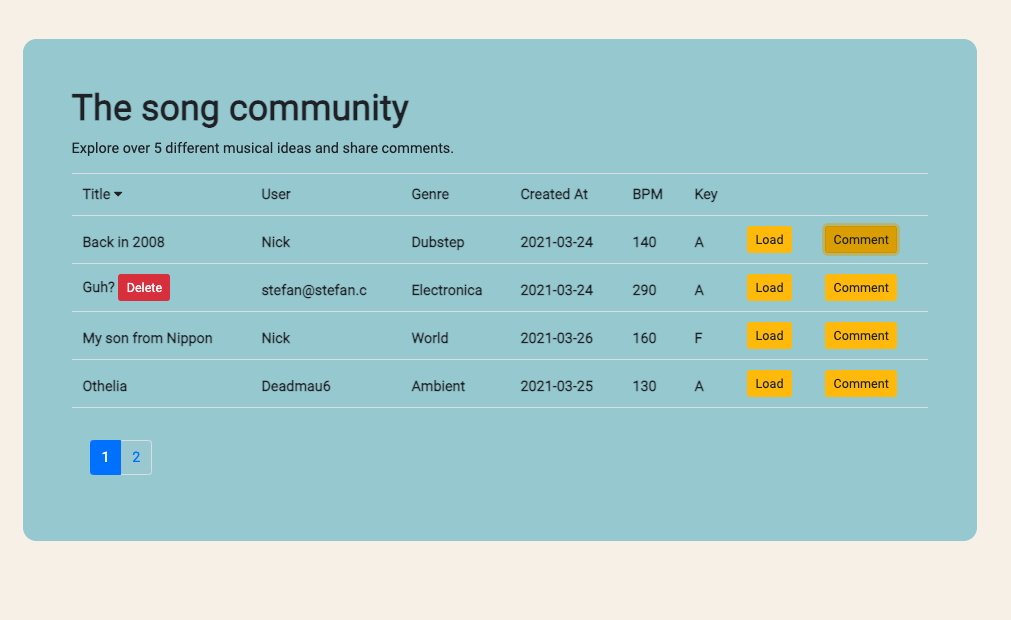 The song community
Explore over 5 different musical ideas and share comments.
Title User Genre Created At BPM Key
Back in 2008 Nick Dubstep 2021-03-24 140 A Load Comment
Guh? Delete stefan@stefan.c Electronica 2021-03-24 290 A Load Comment
My son from Nippon Nick World 2021-03-26 160 F Load Comment
Othelia Deadmau6 Ambient 2021-03-25 130 A Load Comment
1 2